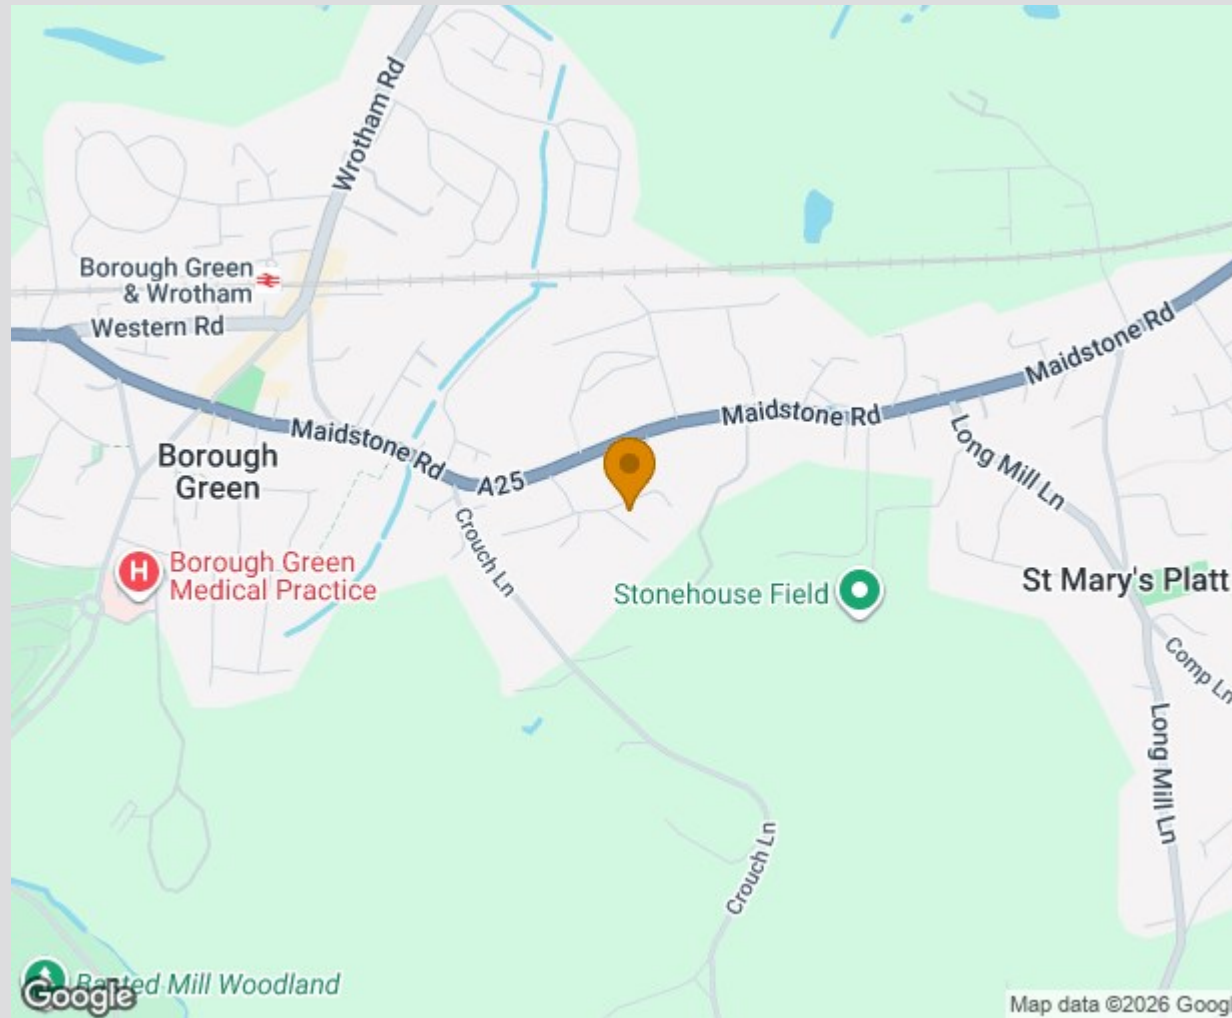 Wrotham Rd
Borough Green
& Wrotham
Western Rd
Maidstone Rd
Maidstone Rd
Maidstone Rd
A25
Borough
Green
Long Mill Ln
Crouch Ln
H
Borough Green
Medical Practice
Stonehouse Field
St Mary's Platt
Comp Ln
Long Mill Ln
Crouch Ln
Basted Mill Woodland
Google
Map data ©2026 Googl